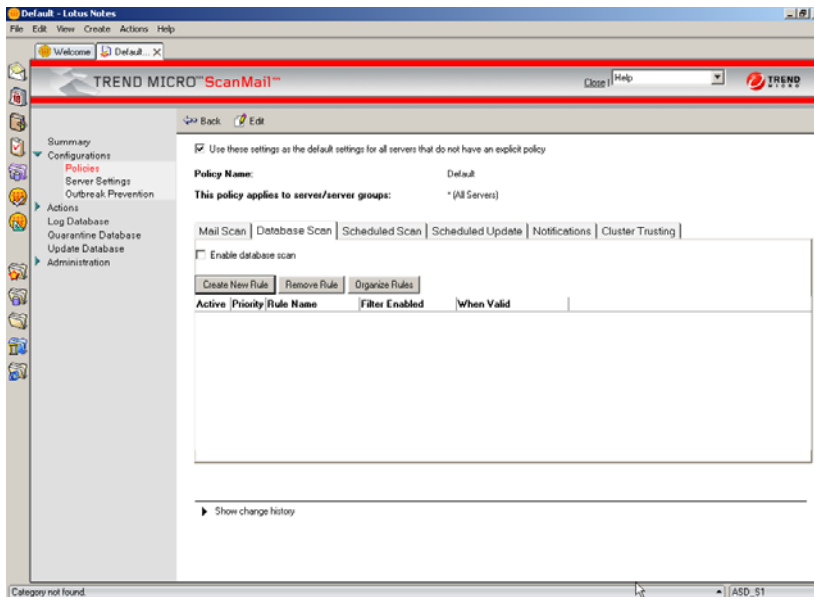 Default - Lotus Notes
File Edit View Create Actions Help
Welcome Default... X
TREND MICRO™ ScanMail™
Close | Help
TREND MICRO
Back Edit
Summary
Configurations
Policies
Server Settings
Outbreak Prevention
Actions
Log Database
Quarantine Database
Update Database
Administration
Use these settings as the default settings for all servers that do not have an explicit policy
Policy Name: Default
This policy applies to server/server groups: * (All Servers)
Mail Scan | Database Scan | Scheduled Scan | Scheduled Update | Notifications | Cluster Trusting |
Enable database scan
Create New Rule Remove Rule Organize Rules
Active Priority Rule Name Filter Enabled When Valid
Show change history
Category not found. ASD_S1